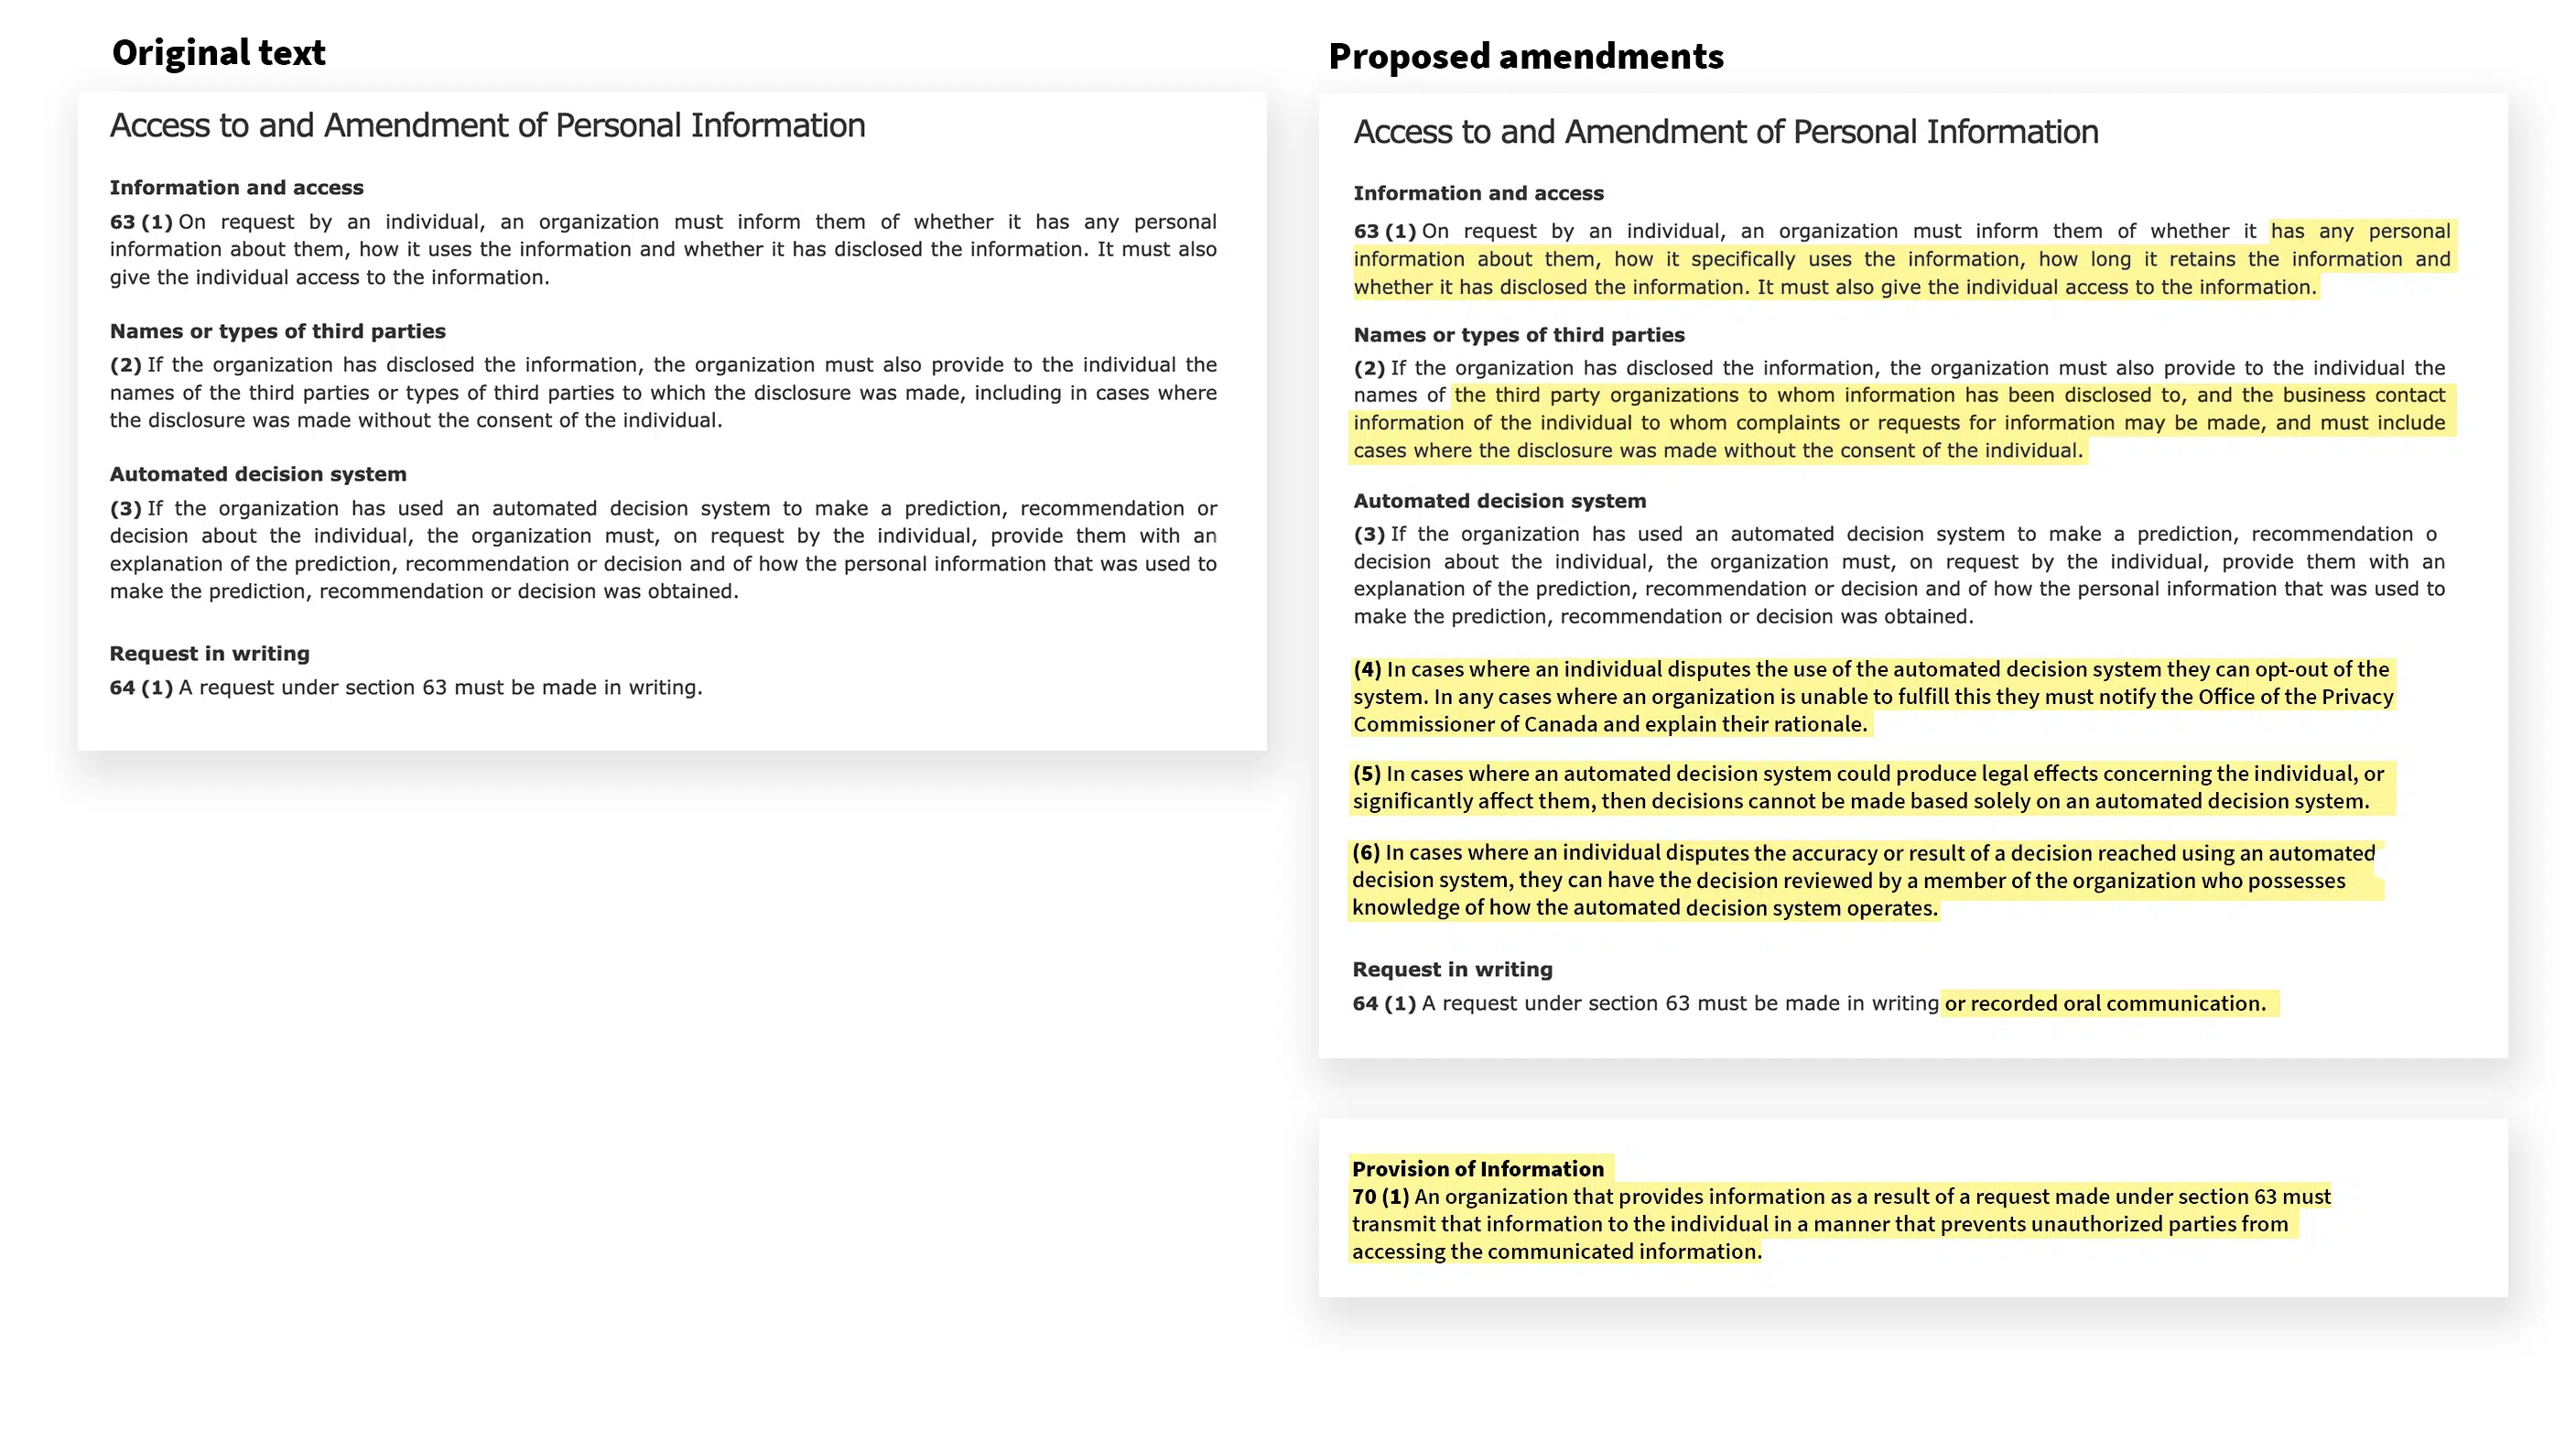 Original text
Access to and Amendment of Personal Information
Information and access
63 (1) On request by an individual, an organization must inform them of whether it has any personal
information about them, how it uses the information and whether it has disclosed the information. It must also
give the individual access to the information.
Names or types of third parties
(2) If the organization has disclosed the information, the organization must also provide to the individual the
names of the third parties or types of third parties to which the disclosure was made, including in cases where
the disclosure was made without the consent of the individual.
Automated decision system
(3) If the organization has used an automated decision system to make a prediction, recommendation or
decision about the individual, the organization must, on request by the individual, provide them with an
explanation of the prediction, recommendation or decision and of how the personal information that was used to
make the prediction, recommendation or decision was obtained.
Request in writing
64 (1) A request under section 63 must be made in writing.
Proposed amendments
Access to and Amendment of Personal Information
Information and access
63 (1) On request by an individual, an organization must inform them of whether it has any personal
information about them, how it specifically uses the information, how long it retains the information and
whether it has disclosed the information. It must also give the individual access to the information.
Names or types of third parties
(2) If the organization has disclosed the information, the organization must also provide to the individual the
names of the third party organizations to whom information has been disclosed to, and the business contact
information of the individual to whom complaints or requests for information may be made, and must include
cases where the disclosure was made without the consent of the individual.
Automated decision system
(3) If the organization has used an automated decision system to make a prediction, recommendation o
decision about the individual, the organization must, on request by the individual, provide them with an
explanation of the prediction, recommendation or decision and of how the personal information that was used to
make the prediction, recommendation or decision was obtained.
(4) In cases where an individual disputes the use of the automated decision system they can opt-out of the
system. In any cases where an organization is unable to fulfill this they must notify the Office of the Privacy
Commissioner of Canada and explain their rationale.
(5) In cases where an automated decision system could produce legal effects concerning the individual, or
significantly affect them, then decisions cannot be made based solely on an automated decision system.
(6) In cases where an individual disputes the accuracy or result of a decision reached using an automated
decision system, they can have the decision reviewed by a member of the organization who possesses
knowledge of how the automated decision system operates.
Request in writing
64 (1) A request under section 63 must be made in writing or recorded oral communication.
Provision of Information
70 (1) An organization that provides information as a result of a request made under section 63 must
transmit that information to the individual in a manner that prevents unauthorized parties from
accessing the communicated information.